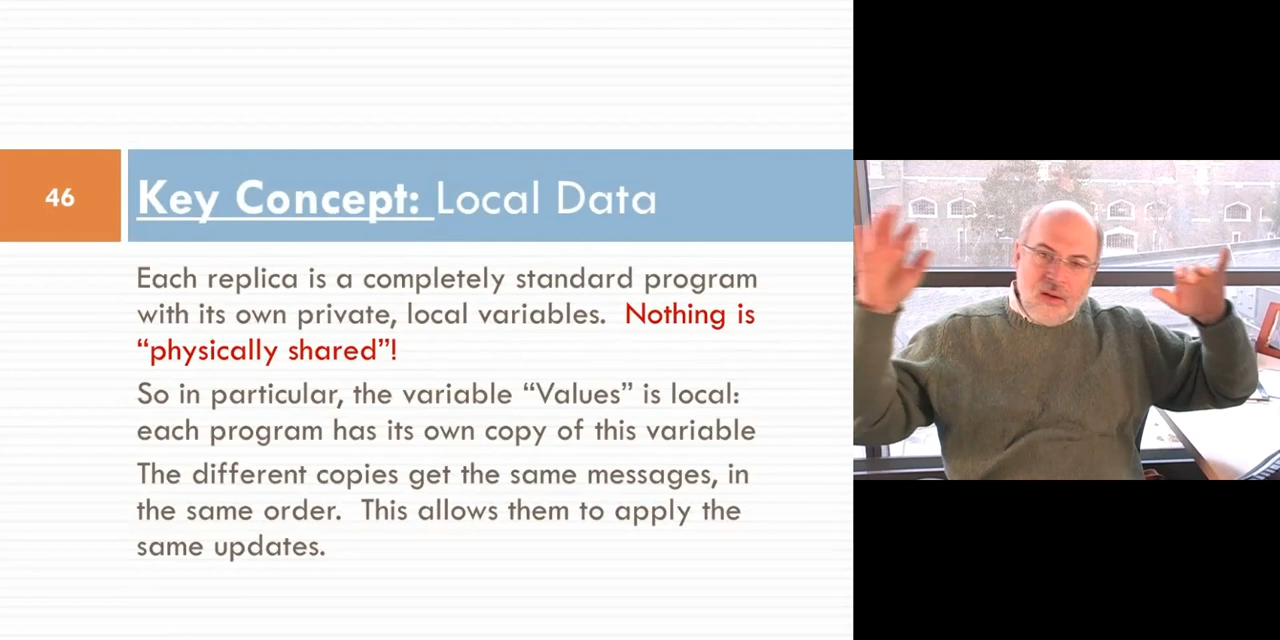 46
Key Concept: Local Data
Each replica is a completely standard program
with its own private, local variables. Nothing is
“physically shared”!
So in particular, the variable “Values” is local:
each program has its own copy of this variable
The different copies get the same messages, in
the same order. This allows them to apply the
same updates.